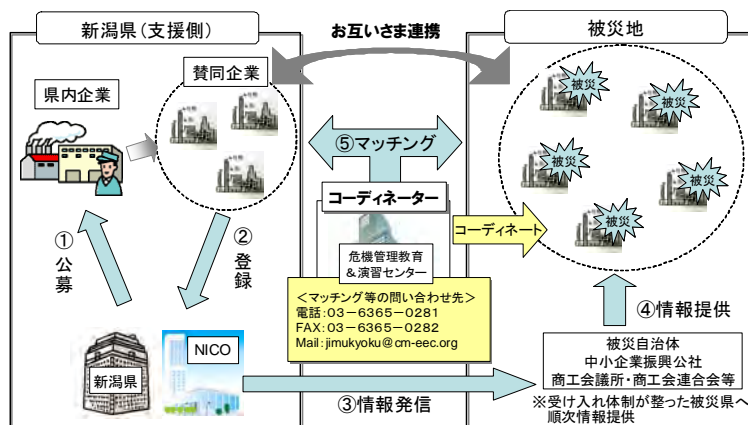 新潟県(支援側)
お互いさま連携
被災地
賛同企業
県内企業
被災
被災
被災
被災
被災
⑤マッチング
コーディネーター
コーディネート
危機管理教育
&演習センター
①公募
②登録
<マッチング等の問い合わせ先>
電話:03-6365-0281
FAX:03-6365-0282
Mail:jimukyoku@cm-eec.org
④情報提供
新潟県
NICO
③情報発信
被災自治体
中小企業振興公社
商工会議所・商工会連合会等
※受け入れ体制が整った被災県へ
順次情報提供